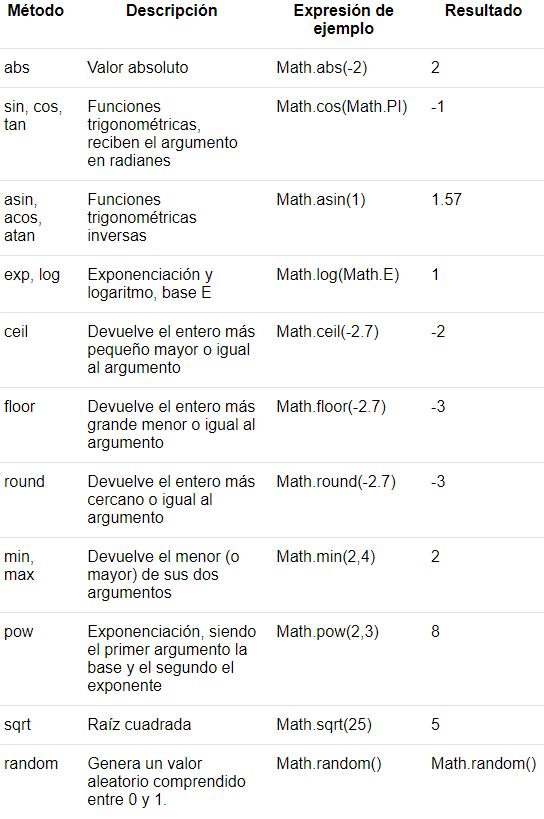 Método Descripción Expresión de ejemplo Resultado
abs Valor absoluto Math.abs(-2) 2
sin, cos, tan Funciones trigonométricas, reciben el argumento en radianes Math.cos(Math.PI) -1
asin, acos, atan Funciones trigonométricas inversas Math.asin(1) 1.57
exp, log Exponenciación y logaritmo, base E Math.log(Math.E) 1
ceil Devuelve el entero más pequeño mayor o igual al argumento Math.ceil(-2.7) -2
floor Devuelve el entero más grande menor o igual al argumento Math.floor(-2.7) -3
round Devuelve el entero más cercano o igual al argumento Math.round(-2.7) -3
min, max Devuelve el menor (o mayor) de sus dos argumentos Math.min(2,4) 2
pow Exponenciación, siendo el primer argumento la base y el segundo el exponente Math.pow(2,3) 8
sqrt Raíz cuadrada Math.sqrt(25) 5
random Genera un valor aleatorio comprendido entre 0 y 1. Math.random() Math.random()